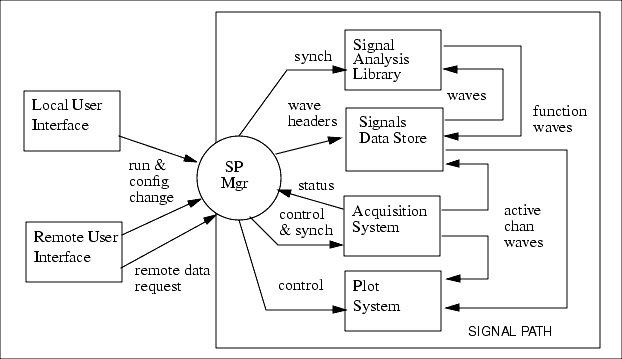 Signal
Analysis
Library
synch
waves
function
waves
Local User
Interface
wave
headers
Signals
Data Store
run &
config
change
SP
Mgr
status
Acquisition
System
control
& synch
active
chan
waves
Remote User
Interface
remote data
request
control
Plot
System
SIGNAL PATH